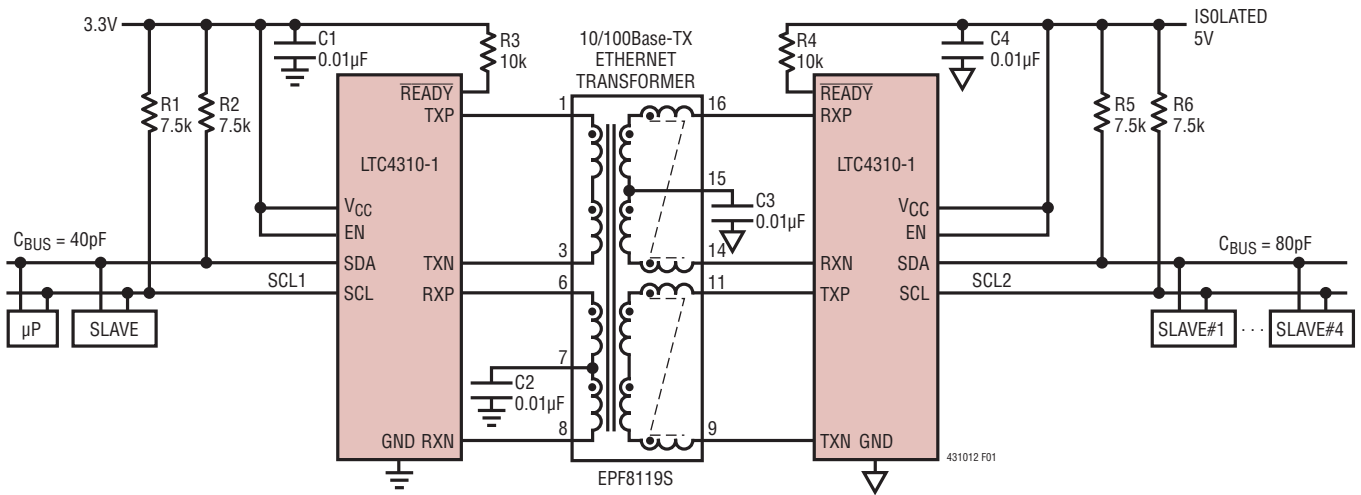 3.3V
C1
0.01µF
R3
10k
10/100Base-TX
ETHERNET
TRANSFORMER
R4
10k
C4
0.01µF
ISOLATED
5V
R1
7.5k
R2
7.5k
READY
TXP
LTC4310-1
VCC
EN
SDA
SCL
TXN
RXP
GND RXN
1
3
6
7
8
C2
0.01µF
EPF8119S
16
15
14
11
9
C3
0.01µF
READY
RXP
LTC4310-1
VCC
EN
SDA
SCL
RXN
TXP
TXN GND
R5
7.5k
R6
7.5k
CBUS = 40pF
SCL1
µP
SLAVE
CBUS = 80pF
SCL2
SLAVE#1 · · · SLAVE#4
431012 F01